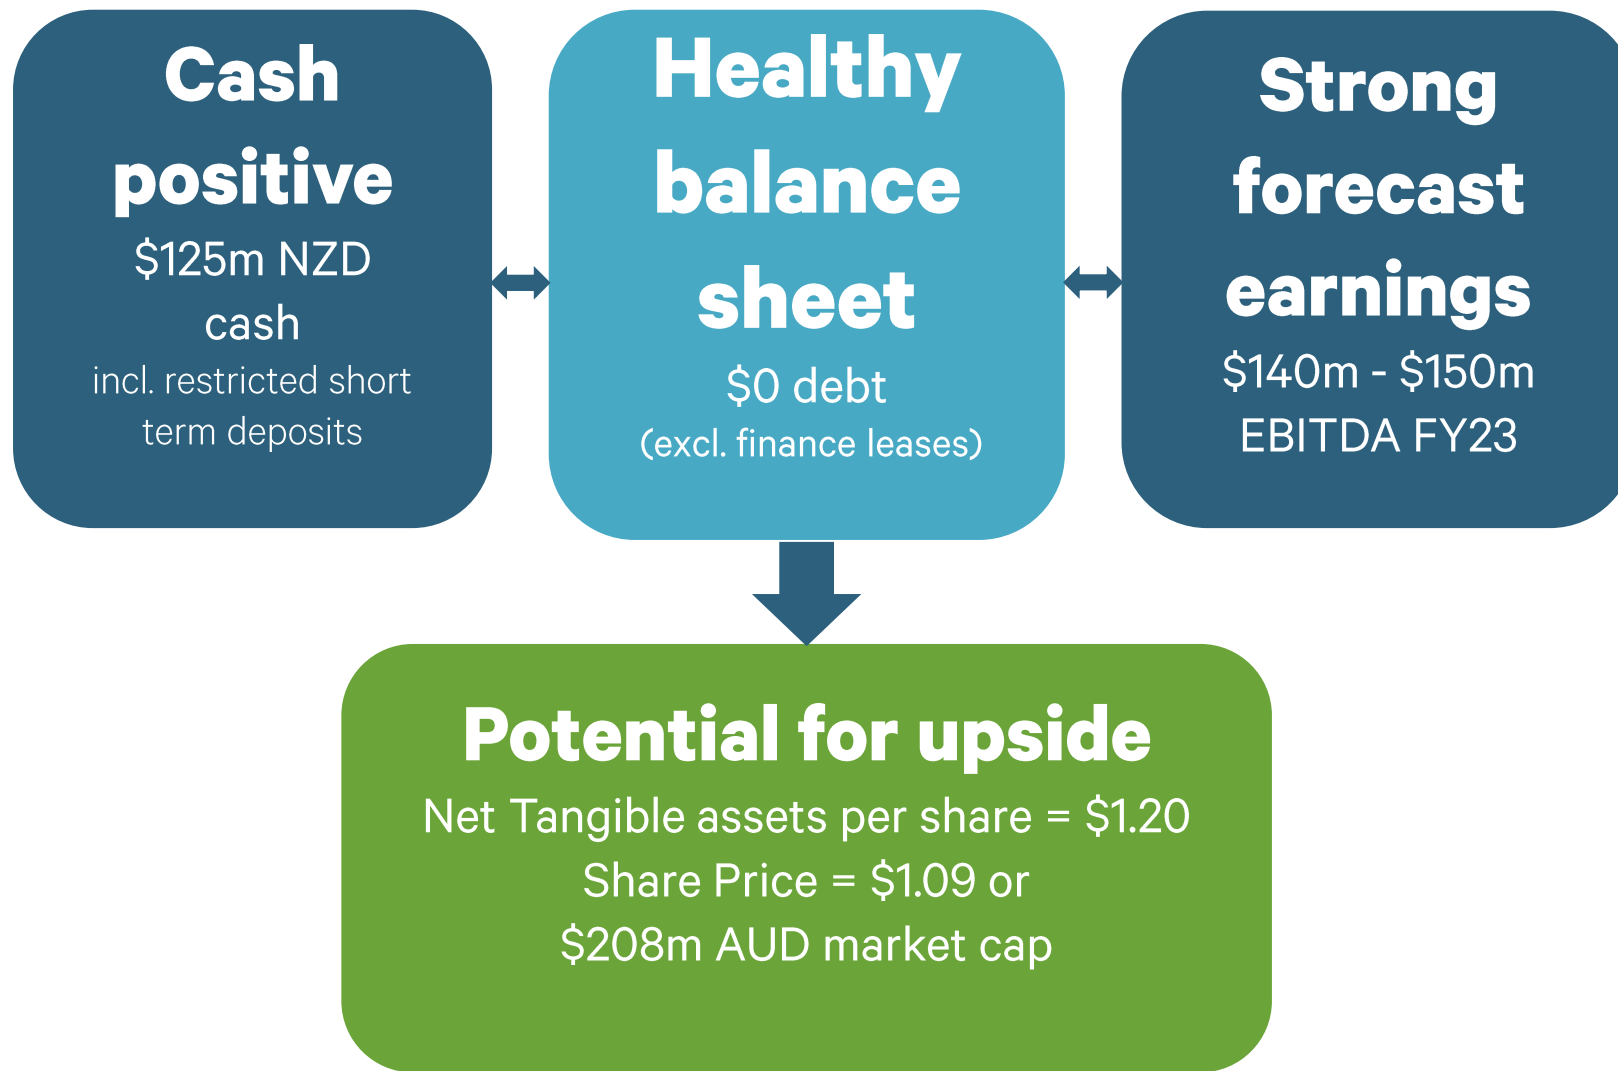 Cash
positive
$125m NZD
cash
incl. restricted short
term deposits
Healthy
balance
sheet
$0 debt
(excl. finance leases)
Strong
forecast
earnings
$140m - $150m
EBITDA FY23
Potential for upside
Net Tangible assets per share = $1.20
Share Price = $1.09 or
$208m AUD market cap